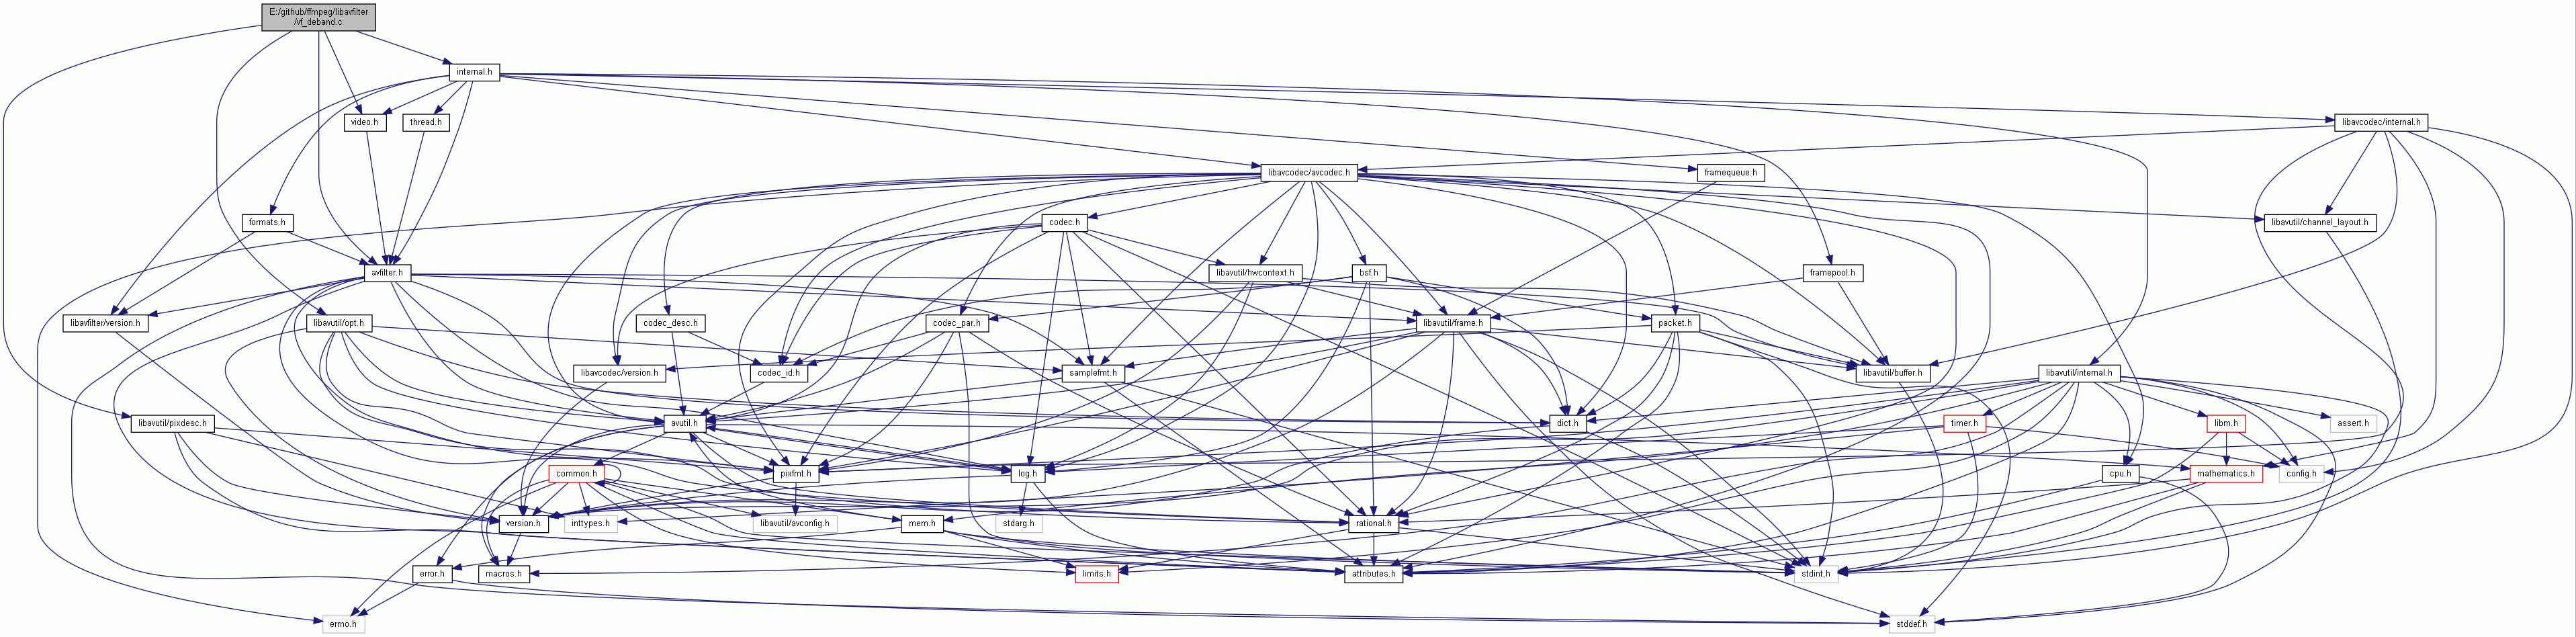 E:/github/ffmpeg/libavfilter
/vf_deband.c
internal.h
video.h
thread.h
libavcodec/internal.h
libavcodec/avcodec.h
framequeue.h
formats.h
codec.h
libavutil/channel_layout.h
avfilter.h
libavutil/hwcontext.h
bsf.h
framepool.h
libavfilter/version.h
libavutil/opt.h
codec_desc.h
codec_par.h
libavutil/frame.h
packet.h
libavcodec/version.h
codec_id.h
samplefmt.h
libavutil/buffer.h
libavutil/internal.h
libavutil/pixdesc.h
avutil.h
dict.h
timer.h
libm.h
assert.h
common.h
pixfmt.h
log.h
cpu.h
mathematics.h
config.h
version.h
inttypes.h
libavutil/avconfig.h
mem.h
stdarg.h
rational.h
error.h
macros.h
limits.h
attributes.h
stdint.h
errno.h
stddef.h